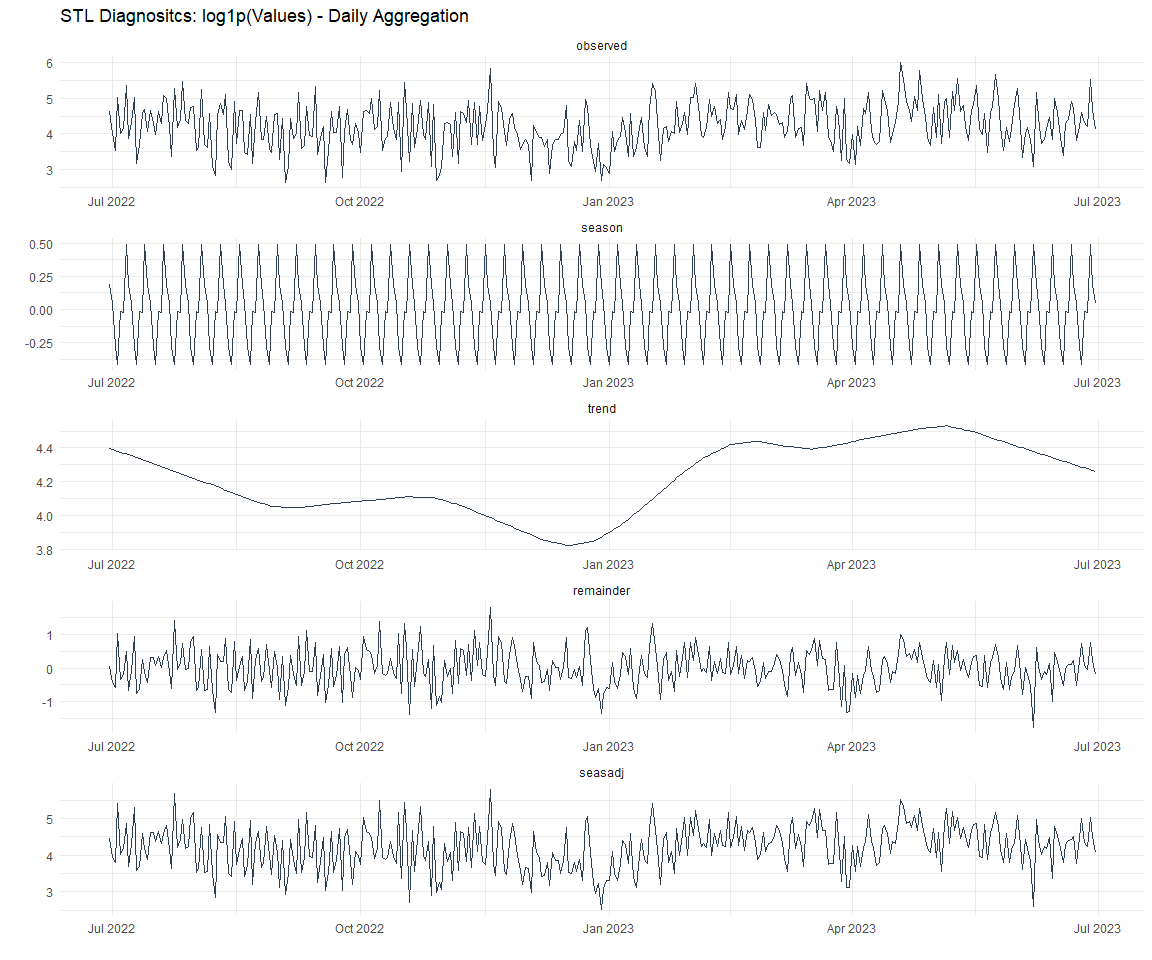 STL Diagnositcs: log1p(Values) - Daily Aggregation
observed
6
5
4
3
Jul 2022 Oct 2022 Jan 2023 Apr 2023 Jul 2023
season
0.50
0.25
0.00
-0.25
Jul 2022 Oct 2022 Jan 2023 Apr 2023 Jul 2023
trend
4.4
4.2
4.0
3.8
Jul 2022 Oct 2022 Jan 2023 Apr 2023 Jul 2023
remainder
1
0
-1
Jul 2022 Oct 2022 Jan 2023 Apr 2023 Jul 2023
seasadj
5
4
3
Jul 2022 Oct 2022 Jan 2023 Apr 2023 Jul 2023